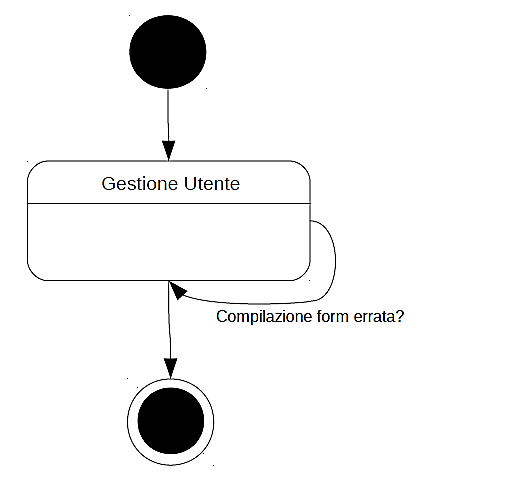 Gestione Utente
Compilazione form errata?